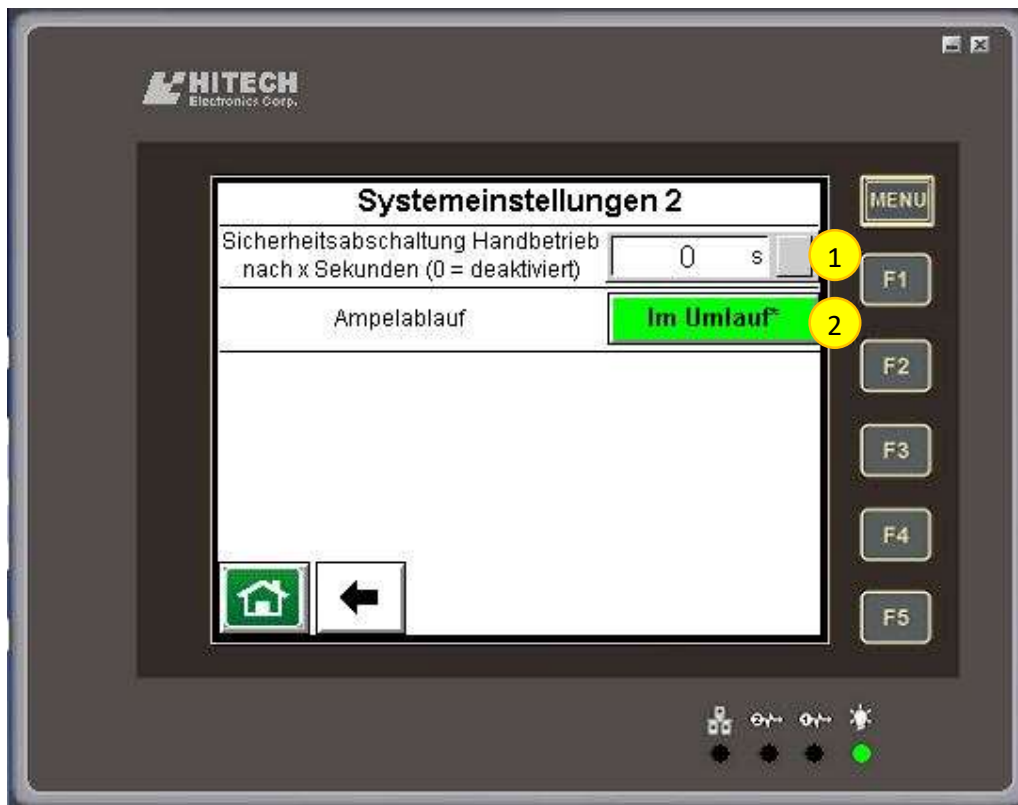 HITECH
Electronics Corp.
Systemeinstellungen 2
MENU
Sicherheitsabschaltung Handbetrieb
nach x Sekunden (0 = deaktiviert)
0 s
1
F1
Ampelablauf
Im Umlauf*
2
F2
F3
F4
F5